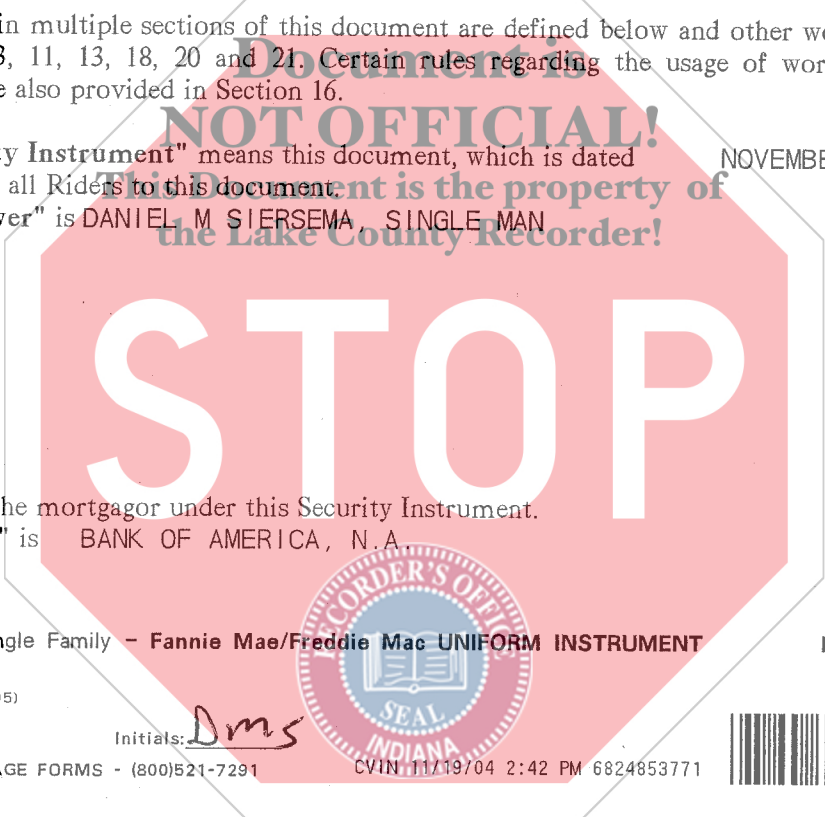 in multiple sections of this document are defined below and other wo
3, 11, 13, 18, 20 and 21. Certain rules regarding the usage of wor
e also provided in Section 16.
Document is
NOT OFFICIAL!
This Document is the property of
the Lake County Recorder!
y Instrument" means this document, which is dated NOVEMBE
all Riders to this document.
er" is DANIEL M SIERSEMA, SINGLE MAN
STOP
he mortgagor under this Security Instrument.
" is BANK OF AMERICA, N.A.
RECORDER'S OFFICE
SEAL
INDIANA
ngle Family - Fannie Mae/Freddie Mac UNIFORM INSTRUMENT
05)
Initials: Dms
AGE FORMS - (800)521-7291
CVIN 11/19/04 2:42 PM 6824853771